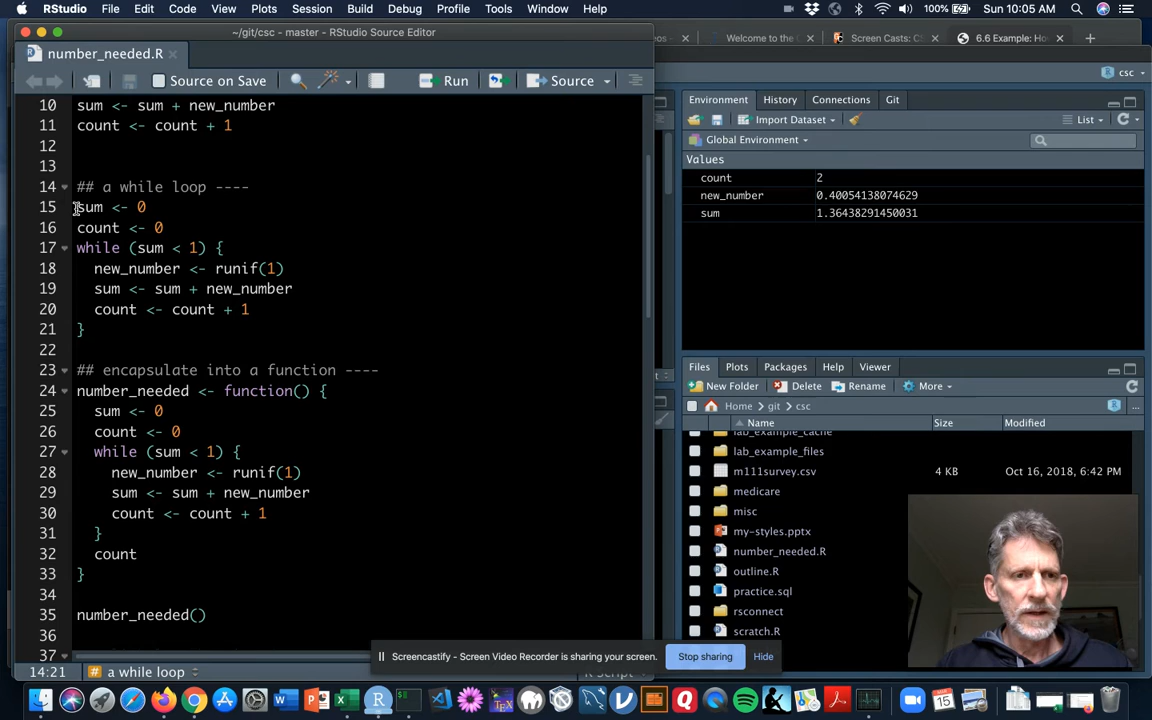 RStudio File Edit Code View Plots Session Build Debug Profile Tools Window Help 100% Sun 10:05 AM
~/git/csc - master - RStudio Source Editor
Welcome to the Screen Casts: CS 6.6 Example: Ho
number_needed.R
Source on Save Run Source
csc
10 sum <- sum + new_number
11 count <- count + 1
12
13
14 ## a while loop ----
15 sum <- 0
16 count <- 0
17 while (sum < 1) {
18 new_number <- runif(1)
19 sum <- sum + new_number
20 count <- count + 1
21 }
22
23 ## encapsulate into a function ----
24 number_needed <- function() {
25 sum <- 0
26 count <- 0
27 while (sum < 1) {
28 new_number <- runif(1)
29 sum <- sum + new_number
30 count <- count + 1
31 }
32 count
33 }
34
35 number_needed()
36
37
14:21 # a while loop
Environment History Connections Git
Import Dataset List
Global Environment
Values
count 2
new_number 0.40054138074629
sum 1.36438291450031
Files Plots Packages Help Viewer
New Folder Delete Rename More
Home git csc
Name Size Modified
lab_example_cache
lab_example_files
m111survey.csv 4 KB Oct 16, 2018, 6:42 PM
medicare
misc
my-styles.pptx
number_needed.R
outline.R
practice.sql
rsconnect
scratch.R
Screencastify - Screen Video Recorder is sharing your screen. Stop sharing Hide